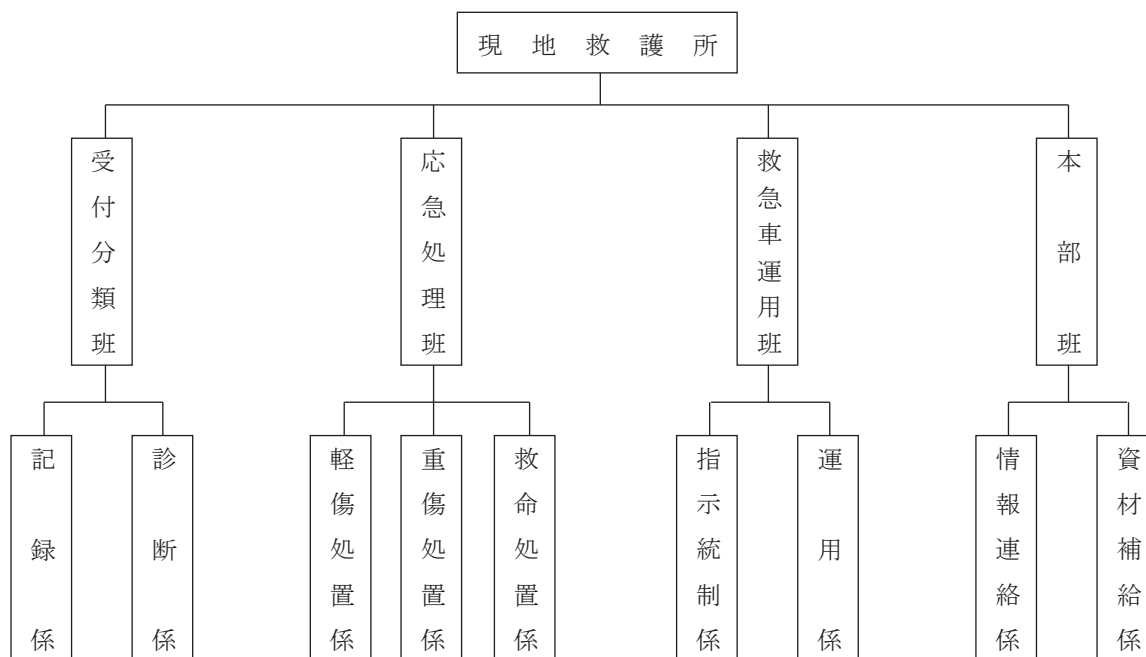 現地救護所
受付分類班
応急処理班
救急車運用班
本部班
記録係
診断係
軽傷処置係
重傷処置係
救命処置係
指示統制係
運用係
情報連絡係
資材補給係